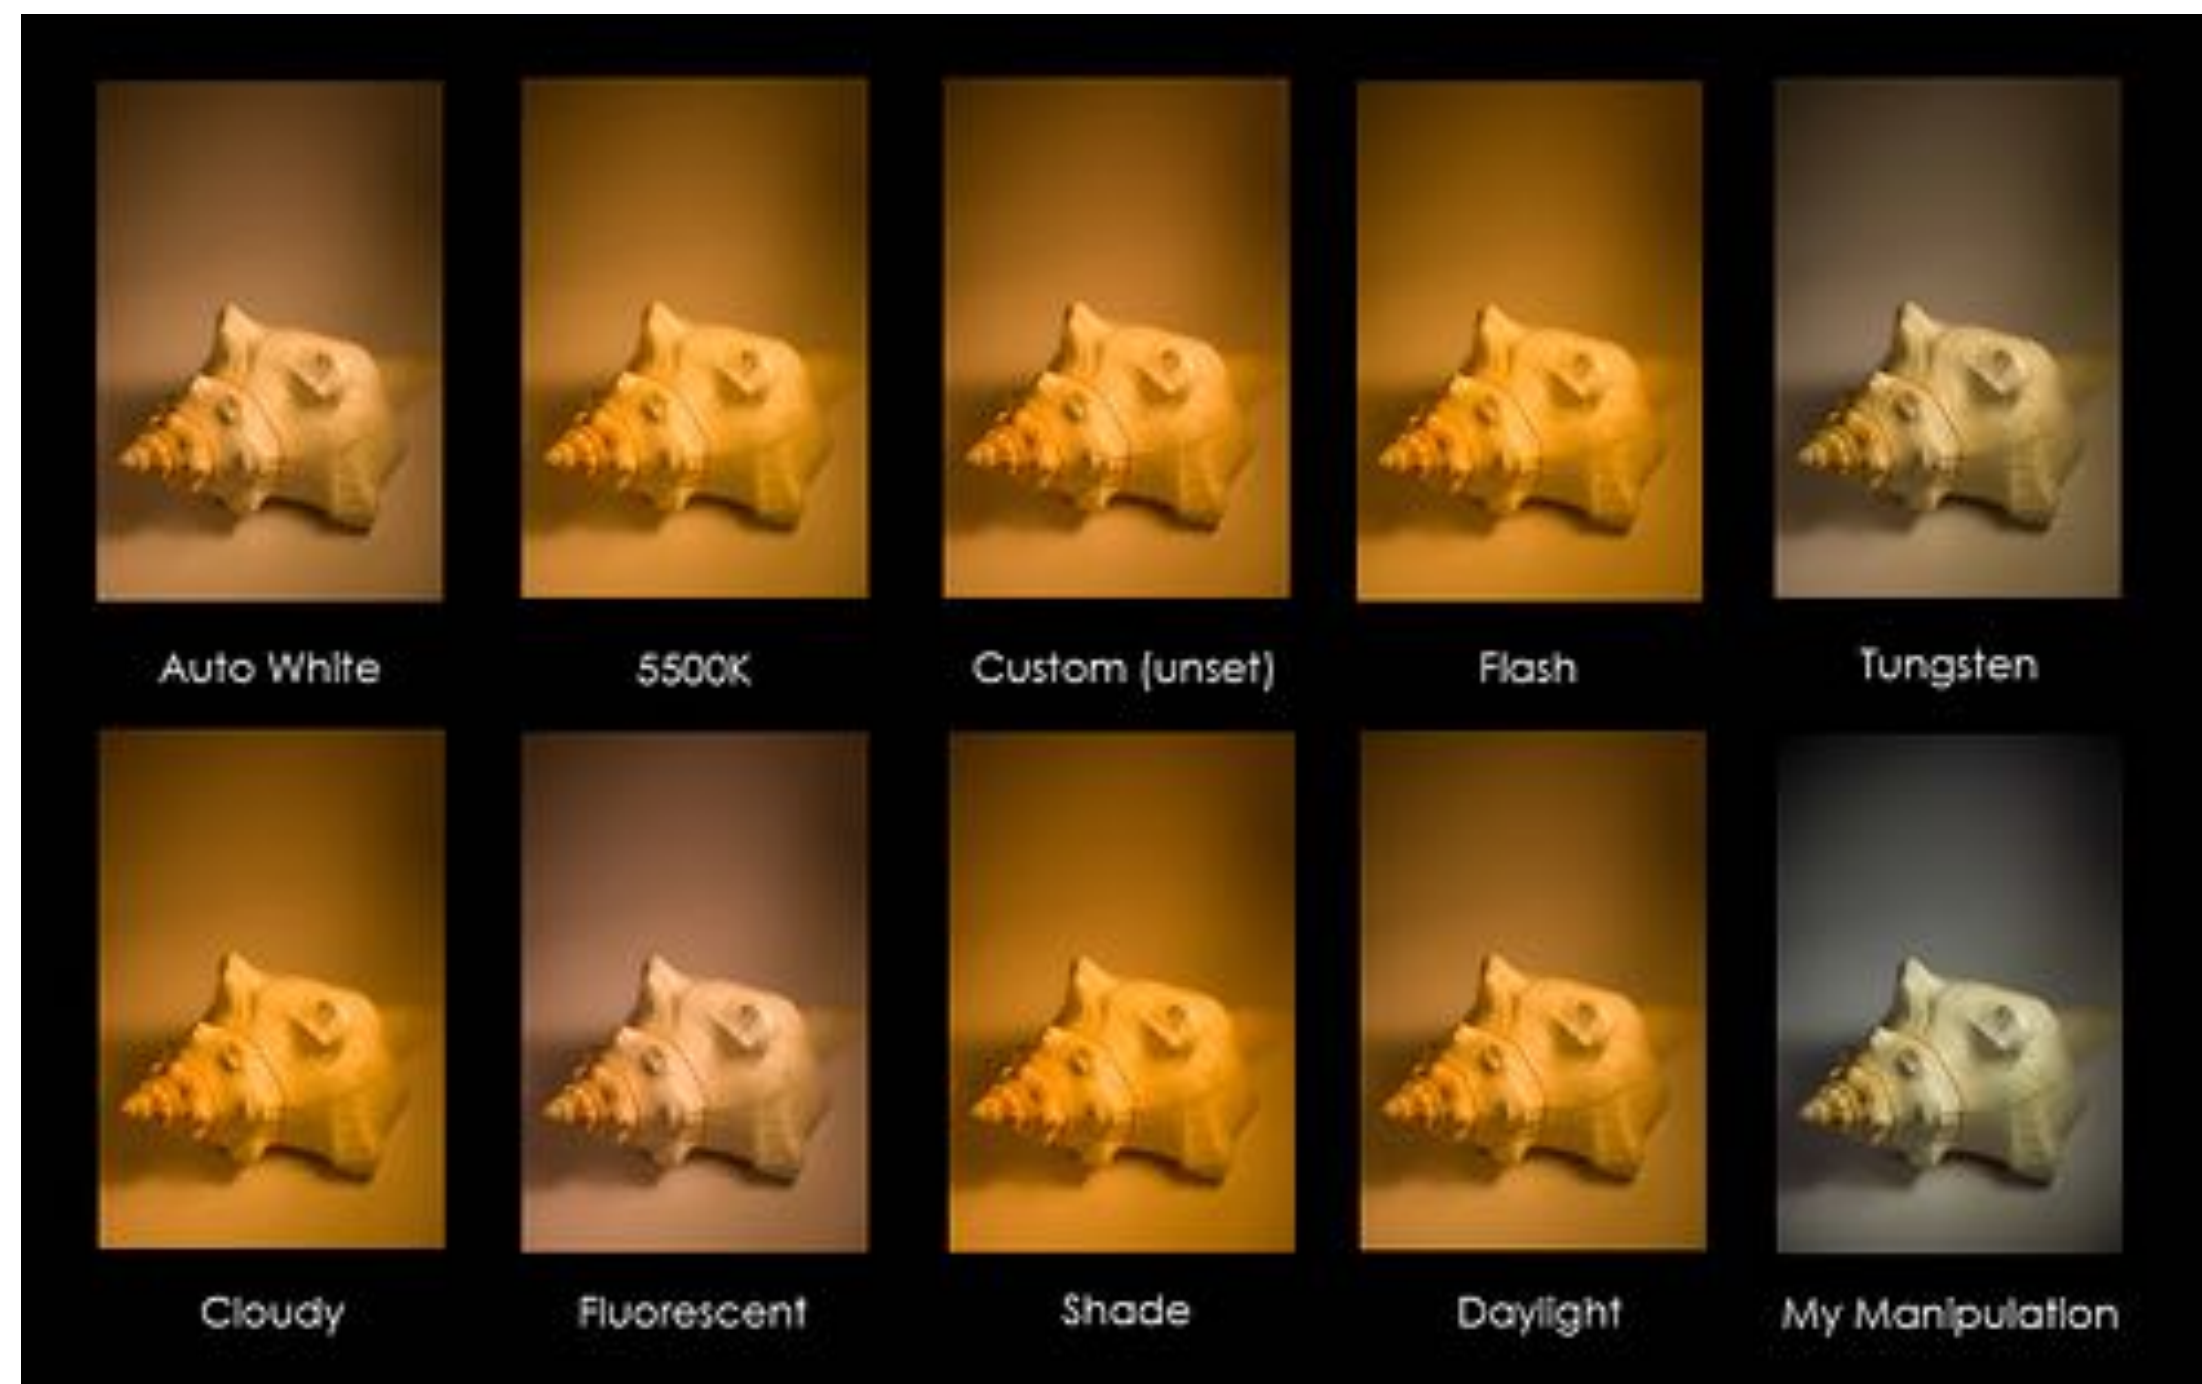 Auto White
5500K
Custom (unset)
Flash
Tungsten
Cloudy
Fluorescent
Shade
Daylight
My Manipulation